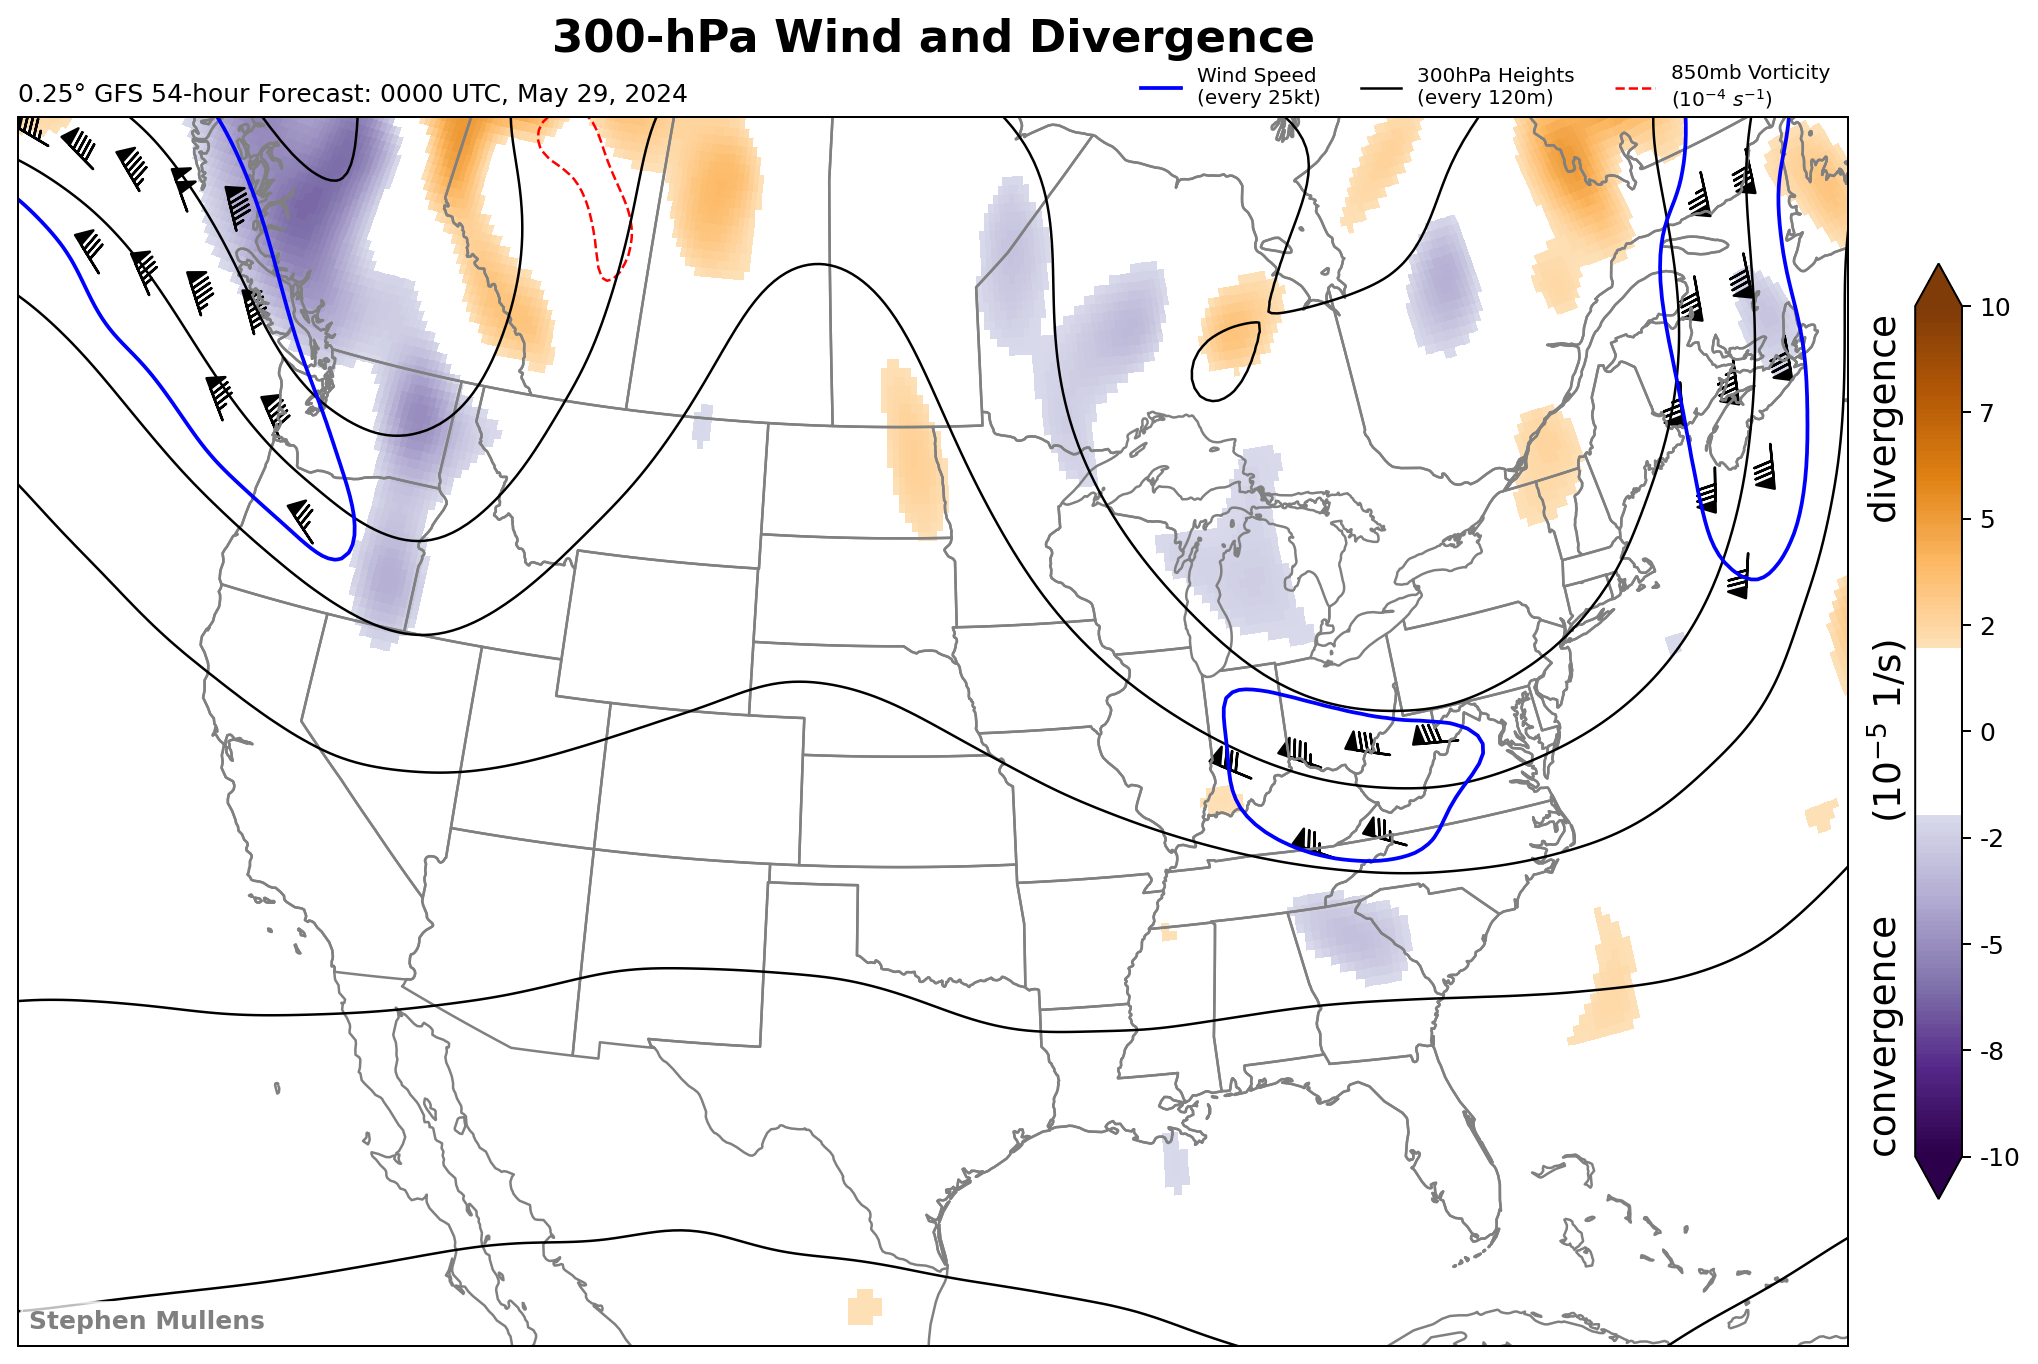 300-hPa Wind and Divergence
0.25° GFS 54-hour Forecast: 0000 UTC, May 29, 2024
Wind Speed
(every 25kt)
300hPa Heights
(every 120m)
850mb Vorticity
(10⁻⁴ s⁻¹)
10
7
5
2
0
-2
-5
-8
-10
convergence (10⁻⁵ 1/s) divergence
Stephen Mullens